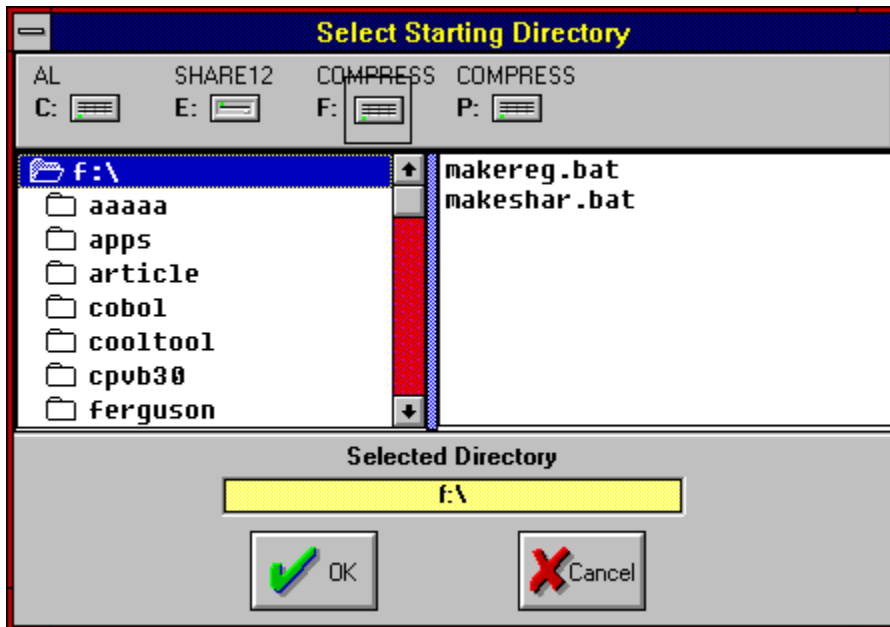 Select Starting Directory
AL SHARE12 COMPRESS COMPRESS
C: E: F: P:
f:\
aaaaa
apps
article
cobol
cooltool
cpvb30
ferguson
makereg.bat
makeshar.bat
Selected Directory
f:\
OK Cancel